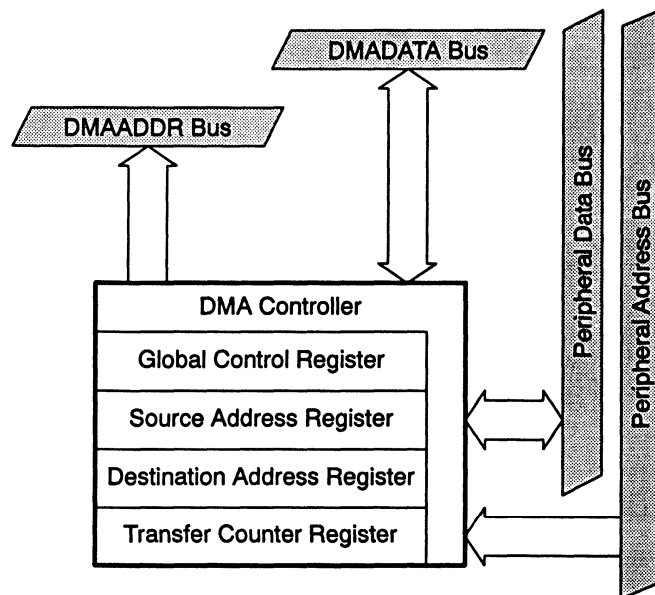 DMADATA Bus
DMAADDR Bus
Peripheral Data Bus
Peripheral Address Bus
DMA Controller
Global Control Register
Source Address Register
Destination Address Register
Transfer Counter Register